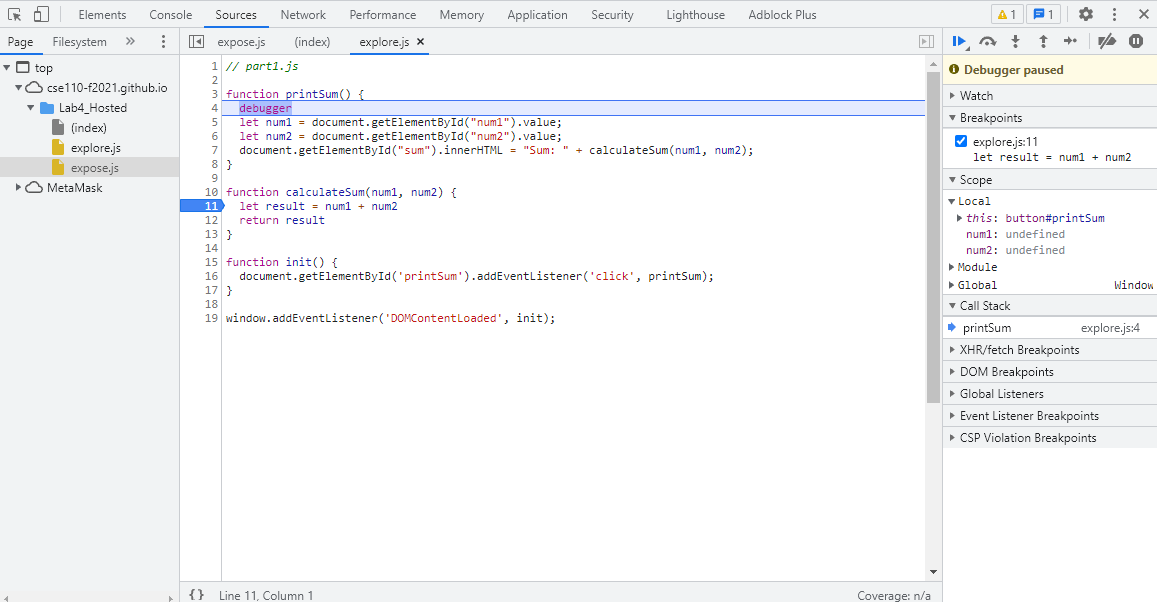 Elements Console Sources Network Performance Memory Application Security Lighthouse Adblock Plus 1 1
Page Filesystem
top
cse110-f2021.github.io
Lab4_Hosted
(index)
explore.js
expose.js
MetaMask
expose.js (index) explore.js
1 // part1.js
2
3 function printSum() {
4 debugger
5 let num1 = document.getElementById("num1").value;
6 let num2 = document.getElementById("num2").value;
7 document.getElementById("sum").innerHTML = "Sum: " + calculateSum(num1, num2);
8 }
9
10 function calculateSum(num1, num2) {
11 let result = num1 + num2
12 return result
13 }
14
15 function init() {
16 document.getElementById('printSum').addEventListener('click', printSum);
17 }
18
19 window.addEventListener('DOMContentLoaded', init);
{ } Line 11, Column 1 Coverage: n/a
Debugger paused
Watch
Breakpoints
explore.js:11
let result = num1 + num2
Scope
Local
this: button#printSum
num1: undefined
num2: undefined
Module
Global Window
Call Stack
printSum explore.js:4
XHR/fetch Breakpoints
DOM Breakpoints
Global Listeners
Event Listener Breakpoints
CSP Violation Breakpoints